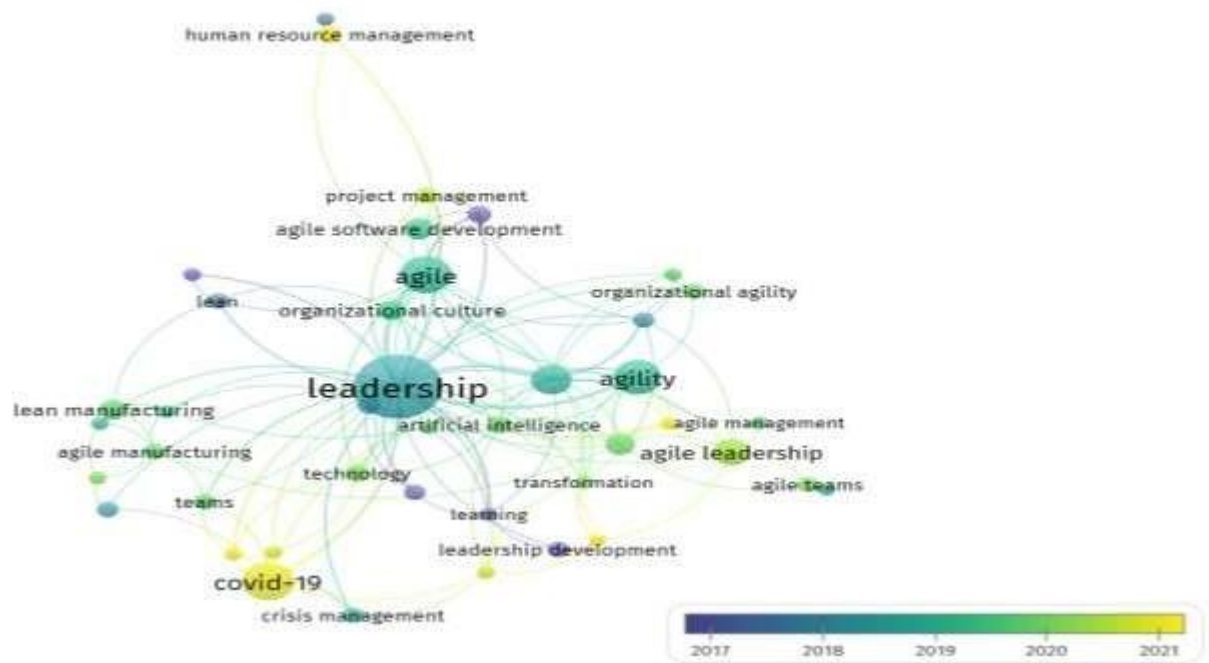 human resource management
project management
agile software development
agile
lean
organizational culture
organizational agility
leadership
agility
lean manufacturing
artificial intelligence
agile management
agile manufacturing
agile leadership
technology
transformation
agile teams
teams
learning
leadership development
covid-19
crisis management
2017 2018 2019 2020 2021